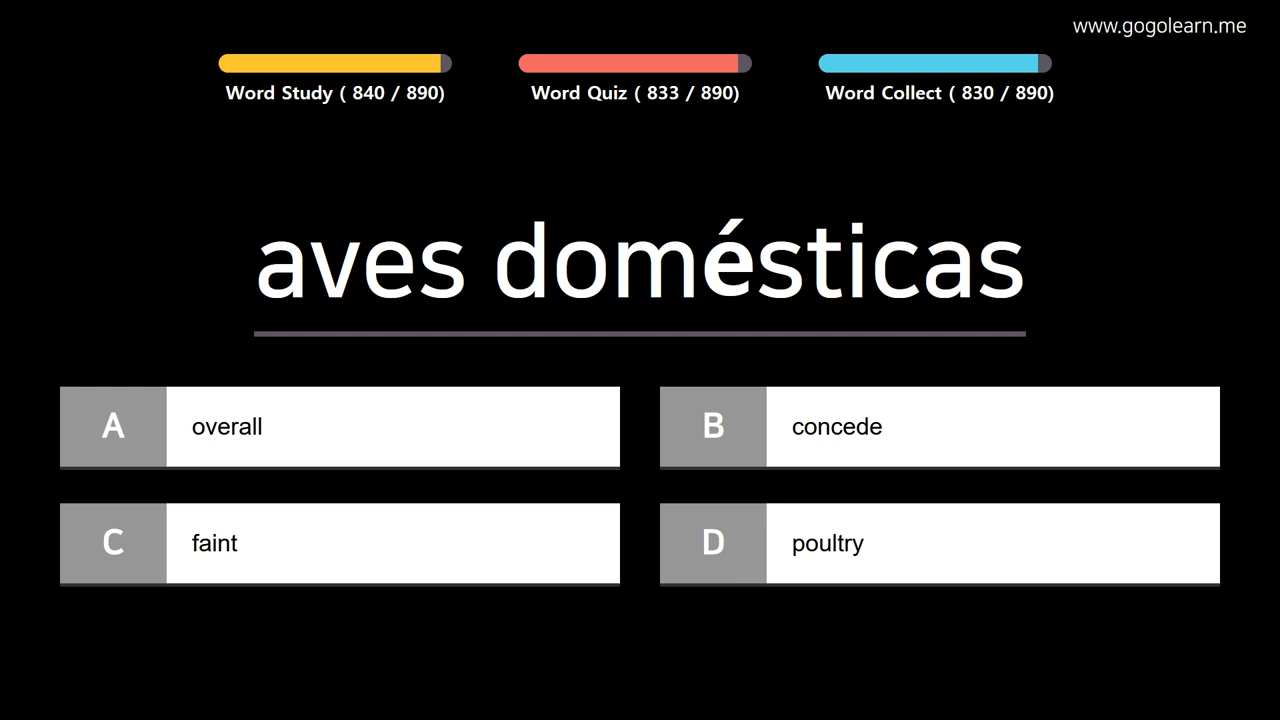 www.gogolearn.me
Word Study ( 840 / 890)
Word Quiz ( 833 / 890)
Word Collect ( 830 / 890)
aves domésticas
A overall
B concede
C faint
D poultry